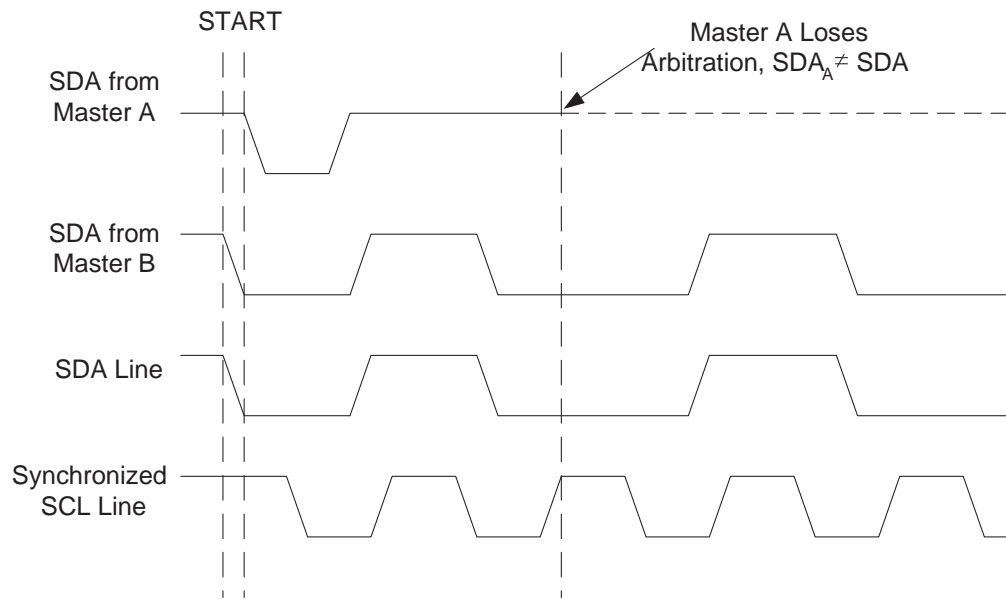 START
Master A Loses
Arbitration, SDA_A ≠ SDA
SDA from
Master A
SDA from
Master B
SDA Line
Synchronized
SCL Line